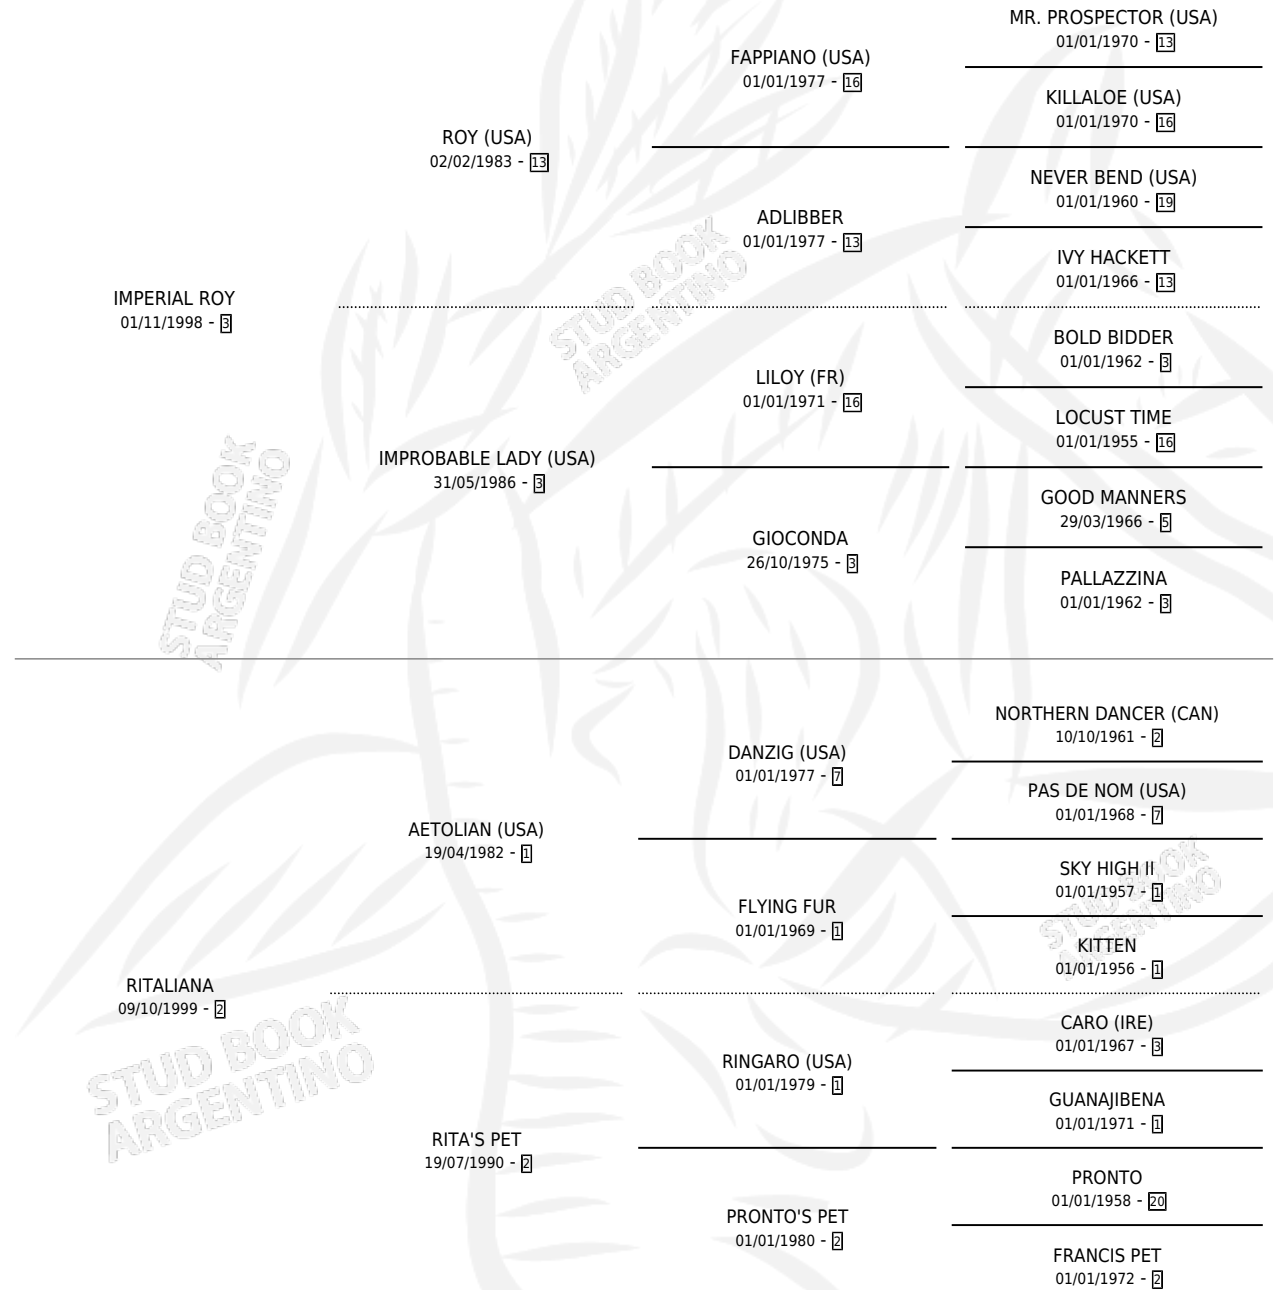 MR. PROSPECTOR (USA)
01/01/1970 - 13
FAPPIANO (USA)
01/01/1977 - 16
KILLALOE (USA)
01/01/1970 - 16
ROY (USA)
02/02/1983 - 13
NEVER BEND (USA)
01/01/1960 - 19
ADLIBBER
01/01/1977 - 13
IVY HACKETT
01/01/1966 - 13
IMPERIAL ROY
01/11/1998 - 3
BOLD BIDDER
01/01/1962 - 3
LILOY (FR)
01/01/1971 - 16
LOCUST TIME
01/01/1955 - 16
IMPROBABLE LADY (USA)
31/05/1986 - 3
GOOD MANNERS
29/03/1966 - 5
GIOCONDA
26/10/1975 - 3
PALLAZZINA
01/01/1962 - 3
NORTHERN DANCER (CAN)
10/10/1961 - 2
DANZIG (USA)
01/01/1977 - 7
PAS DE NOM (USA)
01/01/1968 - 7
AETOLIAN (USA)
19/04/1982 - 1
SKY HIGH II
01/01/1957 - 1
FLYING FUR
01/01/1969 - 1
KITTEN
01/01/1956 - 1
RITALIANA
09/10/1999 - 2
CARO (IRE)
01/01/1967 - 3
RINGARO (USA)
01/01/1979 - 1
GUANAJIBENA
01/01/1971 - 1
RITA'S PET
19/07/1990 - 2
PRONTO
01/01/1958 - 20
PRONTO'S PET
01/01/1980 - 2
FRANCIS PET
01/01/1972 - 2
STUD BOOK
ARGENTINO
STUD BOOK
ARGENTINO
STUD BOOK
ARGENTINO
STUD BOOK
ARGENTINO